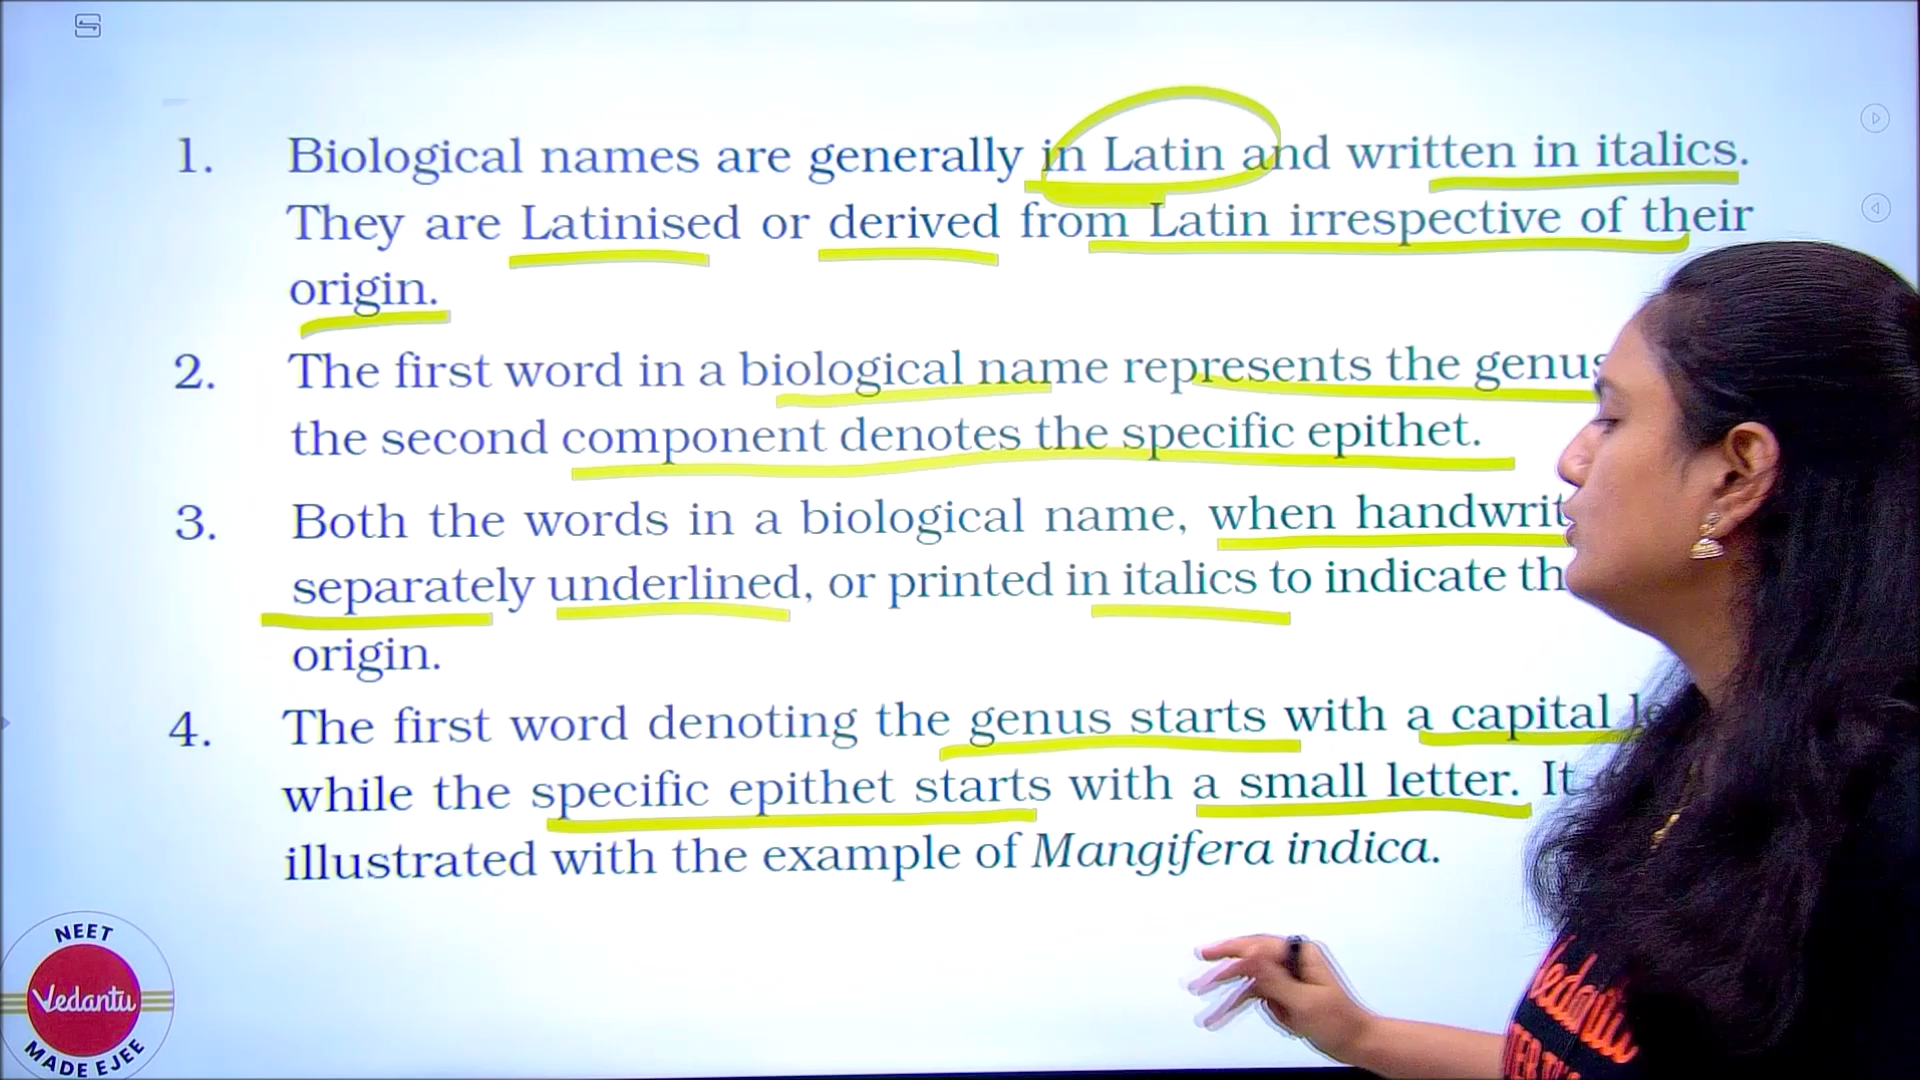 1. Biological names are generally in Latin and written in italics.
They are Latinised or derived from Latin irrespective of their
origin.
2. The first word in a biological name represents the genus
the second component denotes the specific epithet.
3. Both the words in a biological name, when
separately underlined, or printed in italics to indicate
origin.
4. The first word denoting the genus starts with a capital
while the specific epithet starts with a small letter. It
illustrated with the example of Mangifera indica.
NEET
Vedantu
MADE EJEE
Vedantu